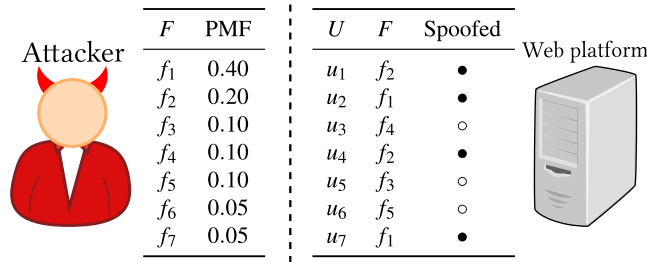 Attacker
F PMF
f1 0.40
f2 0.20
f3 0.10
f4 0.10
f5 0.10
f6 0.05
f7 0.05
U F Spoofed
u1 f2 ●
u2 f1 ●
u3 f4 ○
u4 f2 ●
u5 f3 ○
u6 f5 ○
u7 f1 ●
Web platform